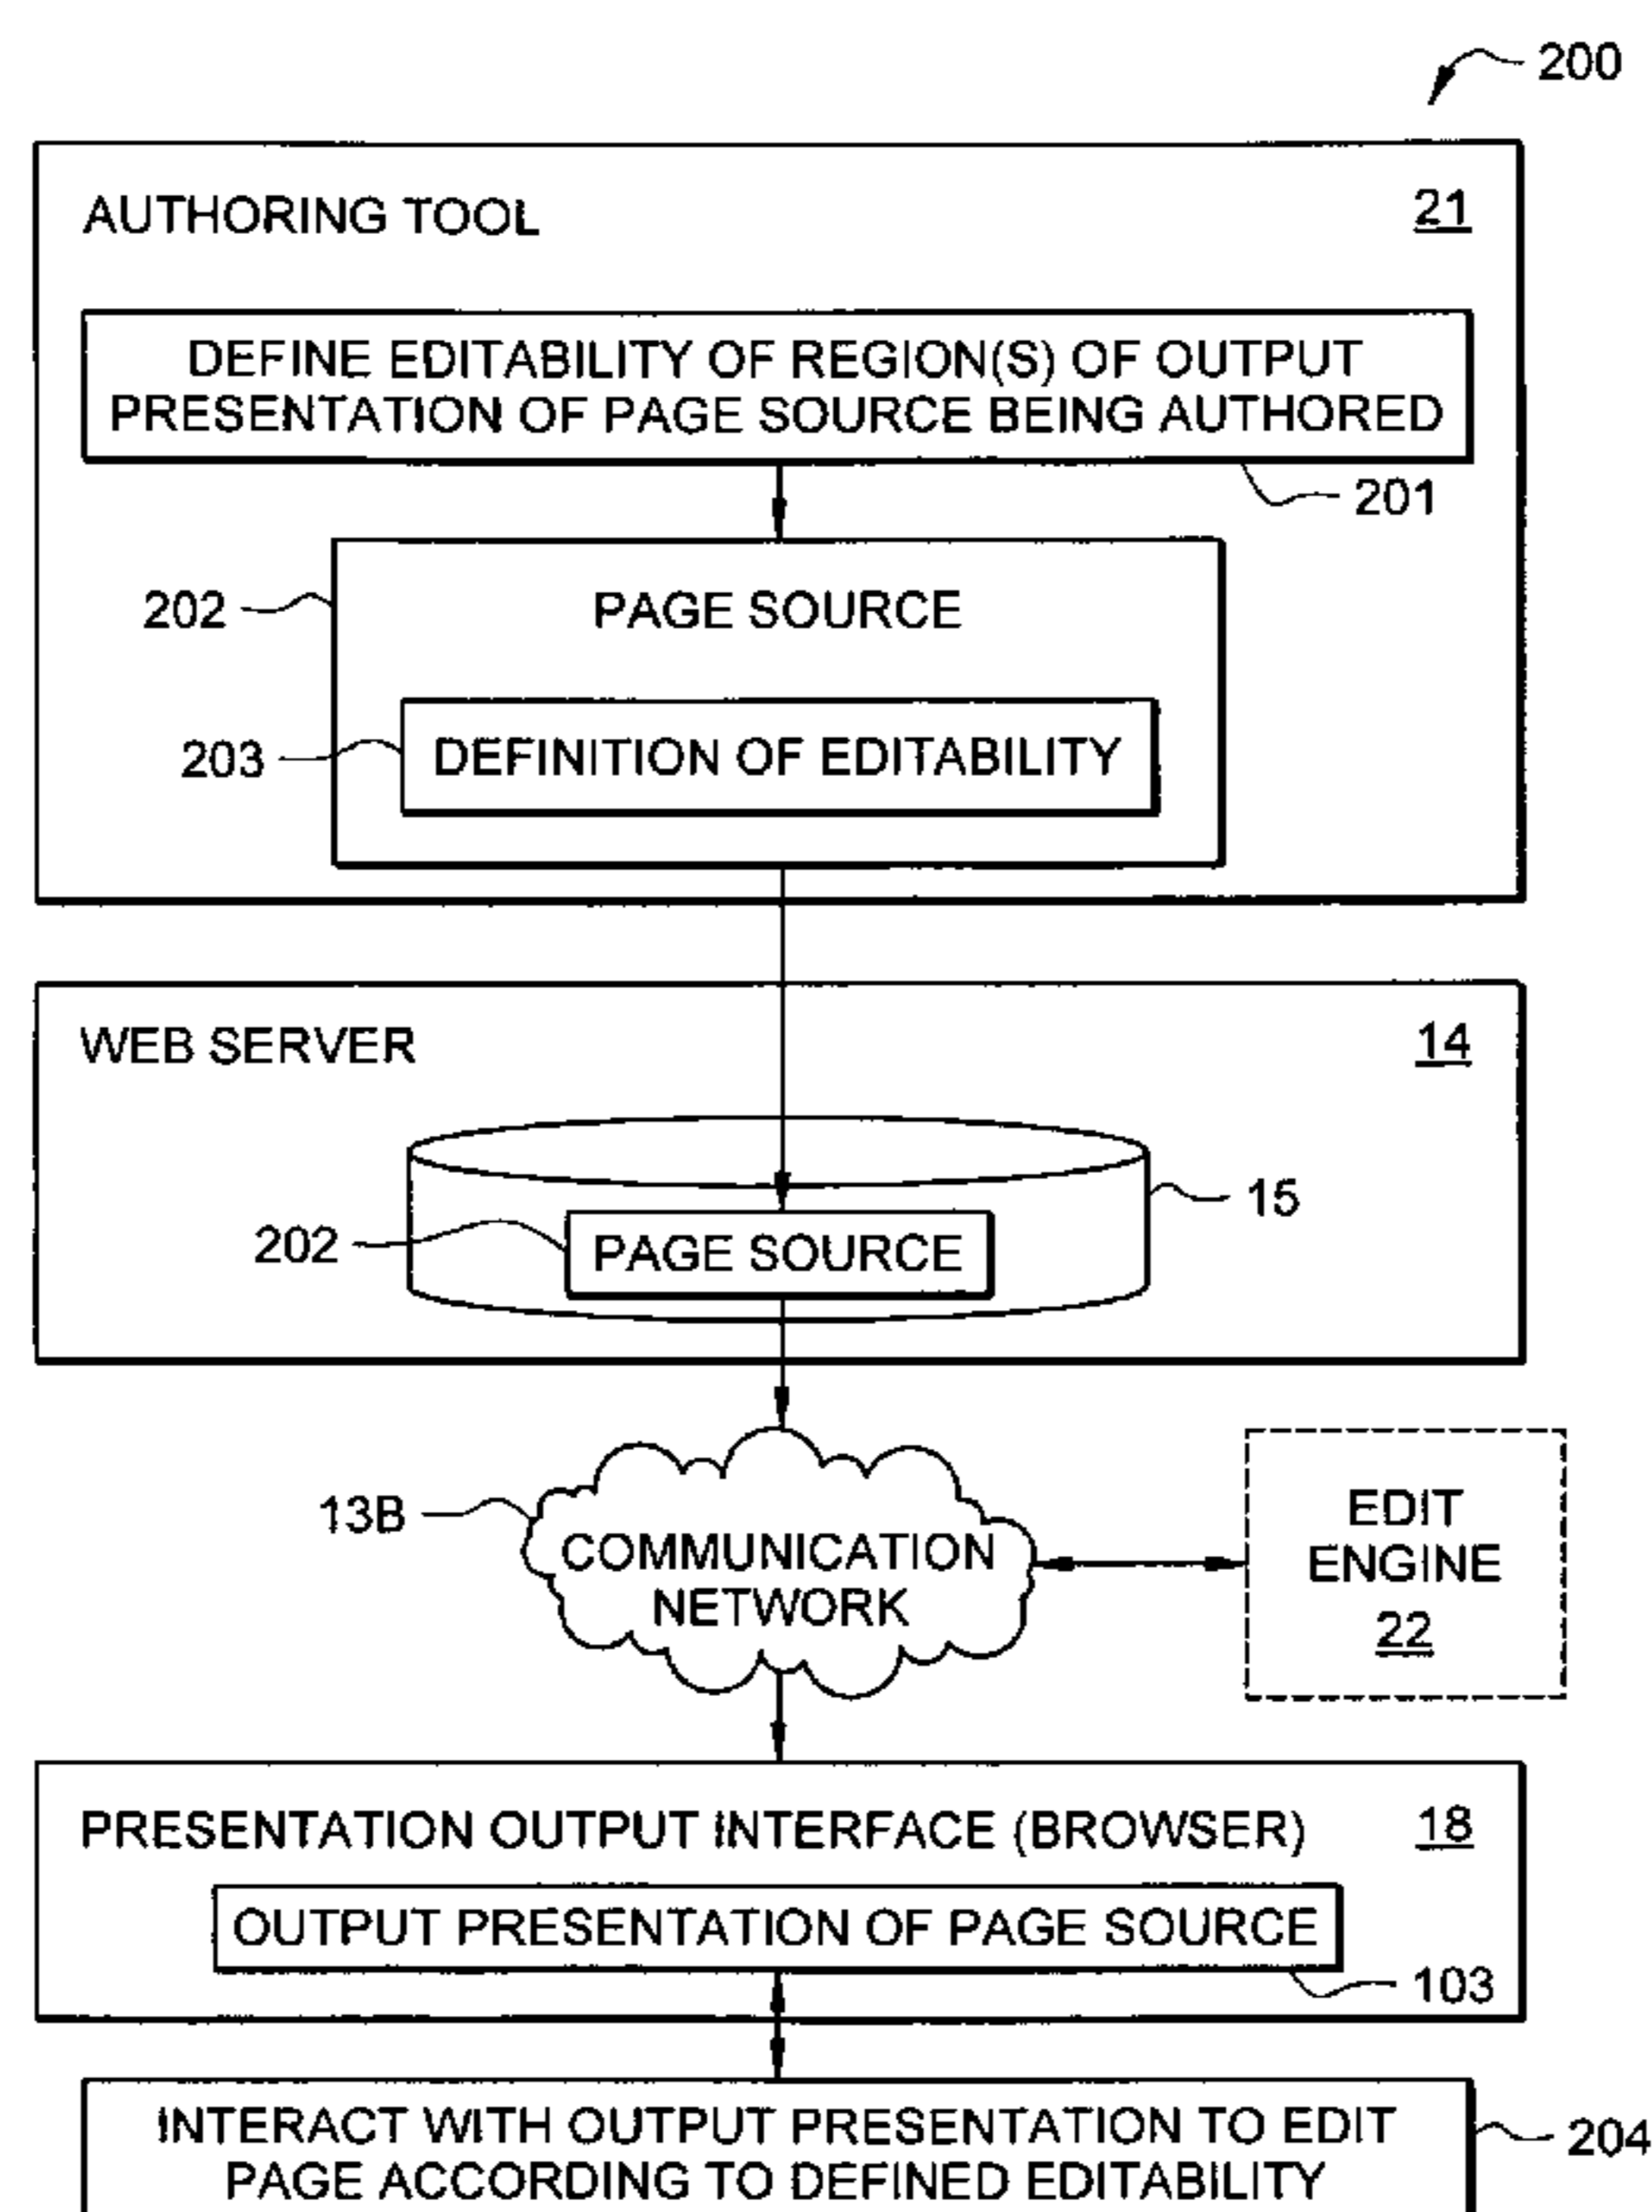 200
AUTHORING TOOL 21
DEFINE EDITABILITY OF REGION(S) OF OUTPUT
PRESENTATION OF PAGE SOURCE BEING AUTHORED
201
202 PAGE SOURCE
203 DEFINITION OF EDITABILITY
WEB SERVER 14
15
202 PAGE SOURCE
13B
COMMUNICATION
NETWORK
EDIT
ENGINE
22
PRESENTATION OUTPUT INTERFACE (BROWSER) 18
OUTPUT PRESENTATION OF PAGE SOURCE
103
INTERACT WITH OUTPUT PRESENTATION TO EDIT
PAGE ACCORDING TO DEFINED EDITABILITY
204